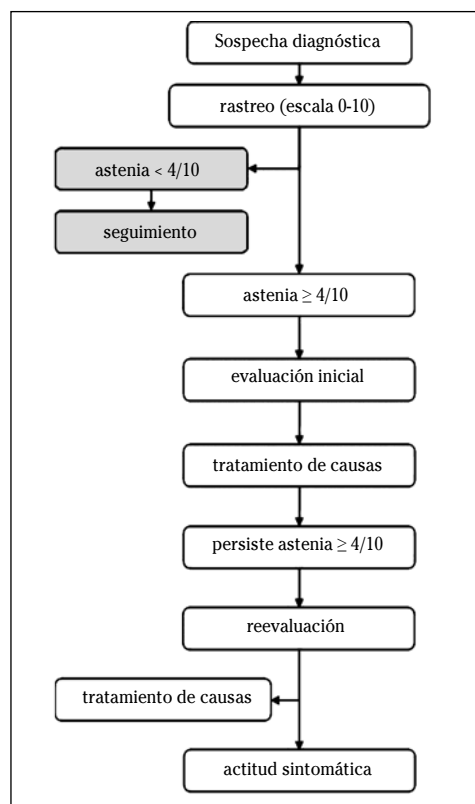 Sospecha diagnóstica
rastreo (escala 0-10)
astenia < 4/10
seguimiento
astenia ≥ 4/10
evaluación inicial
tratamiento de causas
persiste astenia ≥ 4/10
reevaluación
tratamiento de causas
actitud sintomática